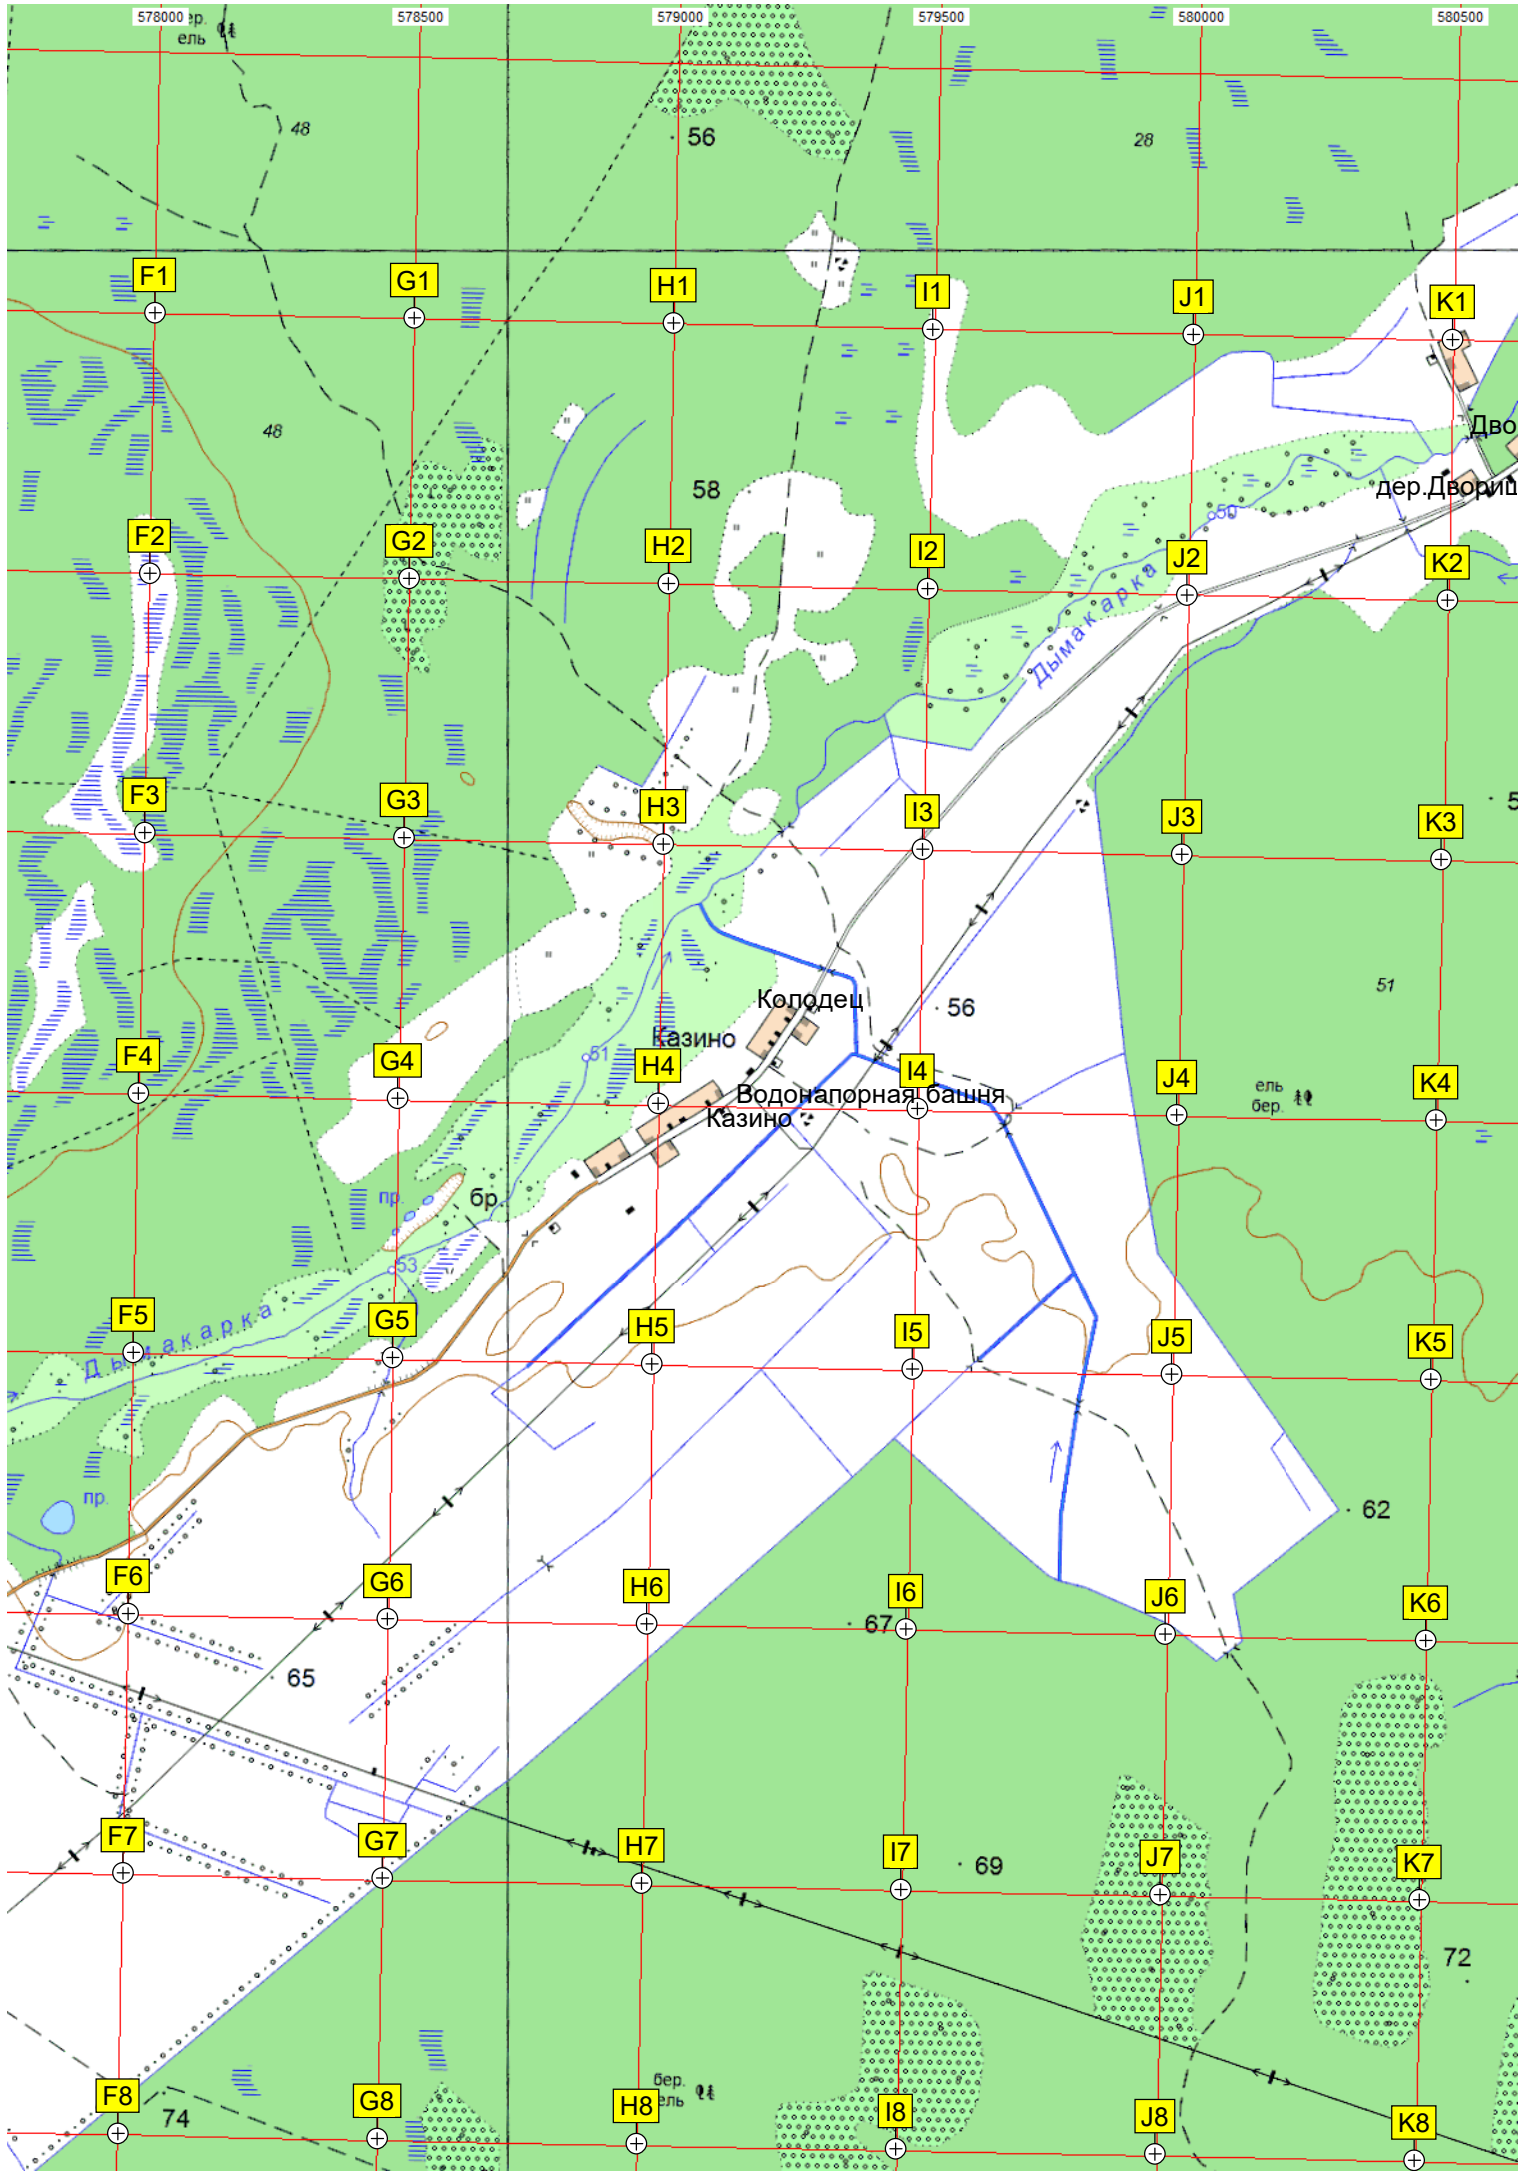 578000 578500 579000 579500 580000 580500
ель
48
56
28
F1 G1 H1 I1 J1 K1
48
58
Дво
дер.Двориш
50
F2 G2 H2 I2 J2 K2
Дымакарка
F3 G3 H3 I3 J3 K3
5
51
Колодец
56
Казино
51
F4 G4 H4 I4 J4 K4
ель
бер.
Водонапорная башня
Казино
пр.
бр.
53
Дымакарка
F5 G5 H5 I5 J5 K5
пр.
62
F6 G6 H6 I6 J6 K6
67
65
F7 G7 H7 I7 J7 K7
69
72
бер.
ель
F8 G8 H8 I8 J8 K8
74